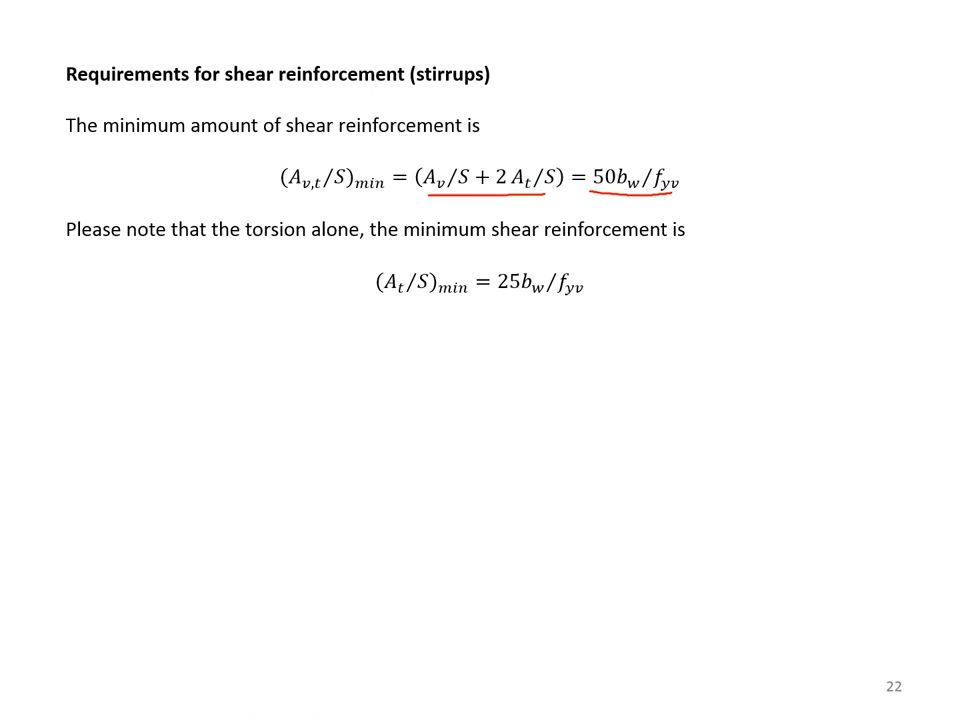 Requirements for shear reinforcement (stirrups)
The minimum amount of shear reinforcement is
(A_{v,t}/S)_{min} = (A_v/S + 2 A_t/S) = 50b_w/f_{yv}
Please note that the torsion alone, the minimum shear reinforcement is
(A_t/S)_{min} = 25b_w/f_{yv}
22